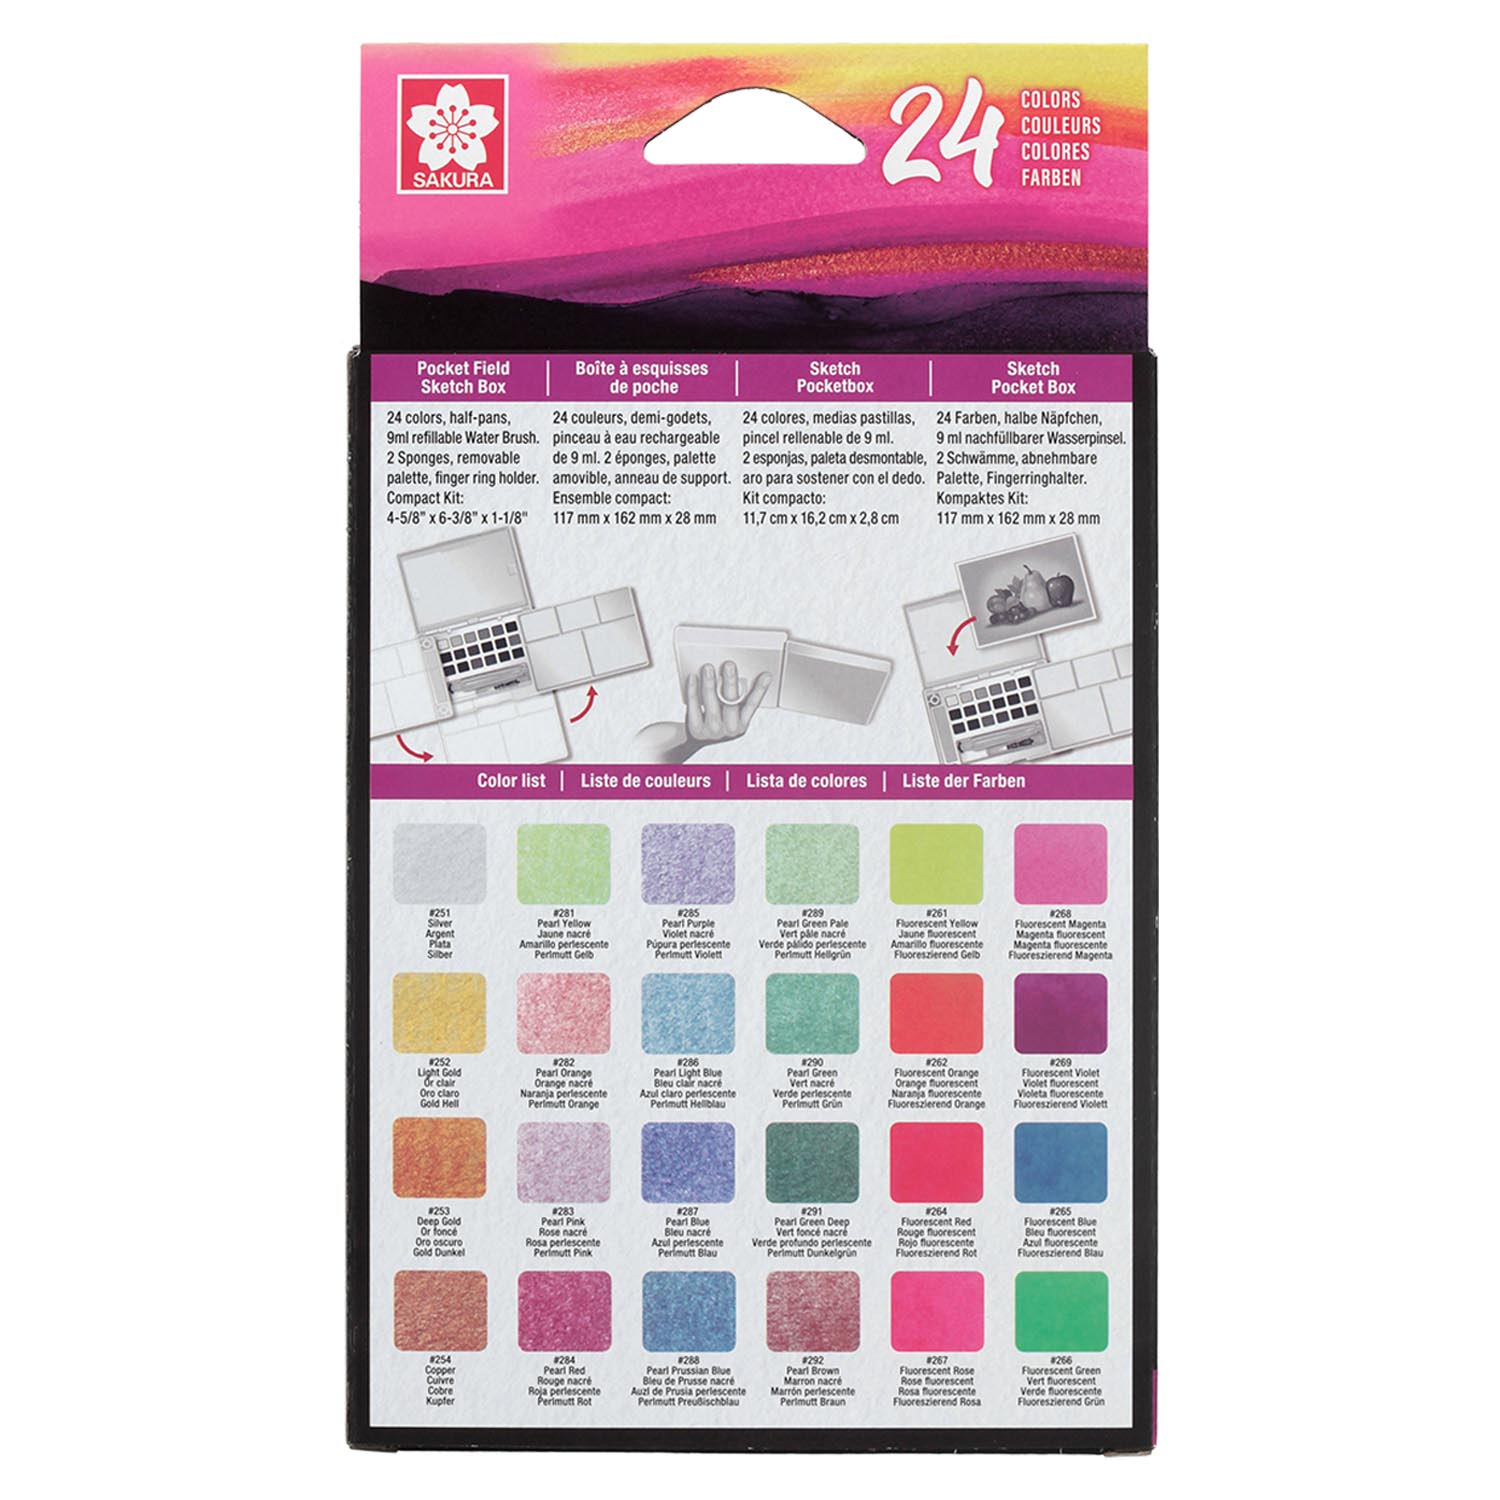 SAKURA
24
COLORS
COULEURS
COLORES
FARBEN
Pocket Field
Sketch Box
24 colors, half-pans,
9ml refillable Water Brush.
2 Sponges, removable
palette, finger ring holder.
Compact Kit:
4-5/8" x 6-3/8" x 1-1/8"
Boîte à esquisses
de poche
24 couleurs, demi-godets,
pinceau à eau rechargeable
de 9 ml. 2 éponges, palette
amovible, anneau de support.
Ensemble compact:
117 mm x 162 mm x 28 mm
Sketch
Pocketbox
24 colores, medias pastillas,
pincel rellenable de 9 ml.
2 esponjas, paleta desmontable,
aro para sostener con el dedo.
Kit compacto:
11,7 cm x 16,2 cm x 2,8 cm
Sketch
Pocket Box
24 Farben, halbe Näpfchen,
9 ml nachfüllbarer Wasserpinsel.
2 Schwämme, abnehmbare
Palette, Fingerringhalter.
Kompaktes Kit:
117 mm x 162 mm x 28 mm
Color list | Liste de couleurs | Lista de colores | Liste der Farben
#251
Silver
Argent
Plata
Silber
#281
Pearl Yellow
Jaune nacré
Amarillo perlescente
Perlmutt Gelb
#285
Pearl Purple
Violet nacré
Púpura perlescente
Perlmutt Violett
#289
Pearl Green Pale
Vert pâle nacré
Verde pálido perlescente
Perlmutt Hellgrün
#261
Fluorescent Yellow
Jaune fluorescent
Amarillo fluorescente
Fluoreszierend Gelb
#268
Fluorescent Magenta
Magenta fluorescent
Magenta fluorescente
Fluoreszierend Magenta
#252
Light Gold
Or clair
Oro claro
Gold Hell
#282
Pearl Orange
Orange nacré
Naranja perlescente
Perlmutt Orange
#286
Pearl Light Blue
Bleu clair nacré
Azul claro perlescente
Perlmutt Hellblau
#290
Pearl Green
Vert nacré
Verde perlescente
Perlmutt Grün
#262
Fluorescent Orange
Orange fluorescent
Naranja fluorescente
Fluoreszierend Orange
#269
Fluorescent Violet
Violet fluorescent
Violeta fluorescente
Fluoreszierend Violett
#253
Deep Gold
Or foncé
Oro oscuro
Gold Dunkel
#283
Pearl Pink
Rose nacré
Rosa perlescente
Perlmutt Pink
#287
Pearl Blue
Bleu nacré
Azul perlescente
Perlmutt Blau
#291
Pearl Green Deep
Vert foncé nacré
Verde profundo perlescente
Perlmutt Dunkelgrün
#264
Fluorescent Red
Rouge fluorescent
Rojo fluorescente
Fluoreszierend Rot
#265
Fluorescent Blue
Bleu fluorescent
Azul fluorescente
Fluoreszierend Blau
#254
Copper
Cuivre
Cobre
Kupfer
#284
Pearl Red
Rouge nacré
Roja perlescente
Perlmutt Rot
#288
Pearl Prussian Blue
Bleu de Prusse nacré
Auzl de Prusia perlescente
Perlmutt Preußischblau
#292
Pearl Brown
Marron nacré
Marrón perlescente
Perlmutt Braun
#267
Fluorescent Rose
Rose fluorescent
Rosa fluorescente
Fluoreszierend Rosa
#266
Fluorescent Green
Vert fluorescent
Verde fluorescente
Fluoreszierend Grün